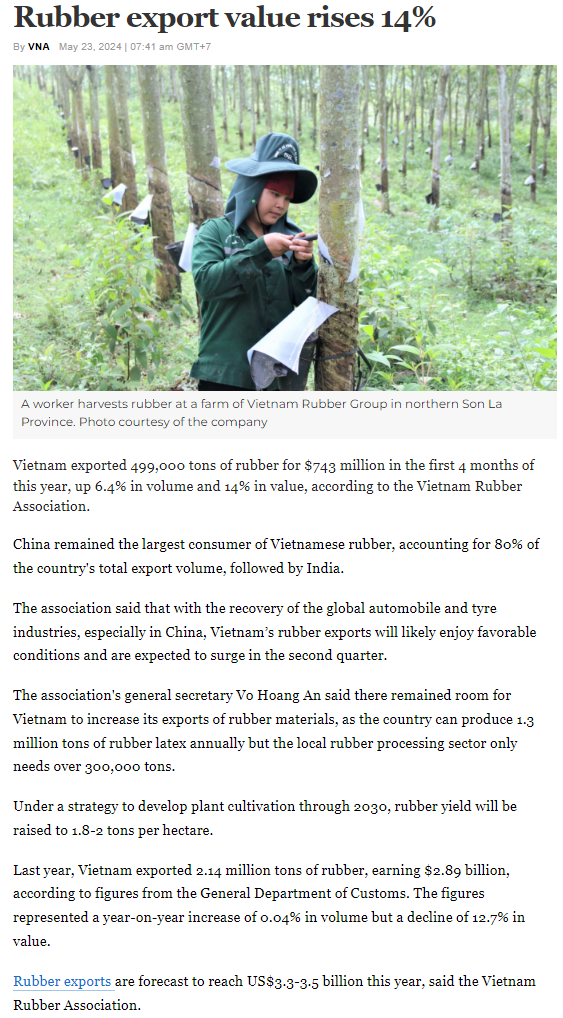 Rubber export value rises 14%
By VNA May 23, 2024 | 07:41 am GMT+7
A worker harvests rubber at a farm of Vietnam Rubber Group in northern Son La
Province. Photo courtesy of the company
Vietnam exported 499,000 tons of rubber for $743 million in the first 4 months of
this year, up 6.4% in volume and 14% in value, according to the Vietnam Rubber
Association.
China remained the largest consumer of Vietnamese rubber, accounting for 80% of
the country's total export volume, followed by India.
The association said that with the recovery of the global automobile and tyre
industries, especially in China, Vietnam’s rubber exports will likely enjoy favorable
conditions and are expected to surge in the second quarter.
The association's general secretary Vo Hoang An said there remained room for
Vietnam to increase its exports of rubber materials, as the country can produce 1.3
million tons of rubber latex annually but the local rubber processing sector only
needs over 300,000 tons.
Under a strategy to develop plant cultivation through 2030, rubber yield will be
raised to 1.8-2 tons per hectare.
Last year, Vietnam exported 2.14 million tons of rubber, earning $2.89 billion,
according to figures from the General Department of Customs. The figures
represented a year-on-year increase of 0.04% in volume but a decline of 12.7% in
value.
Rubber exports are forecast to reach US$3.3-3.5 billion this year, said the Vietnam
Rubber Association.